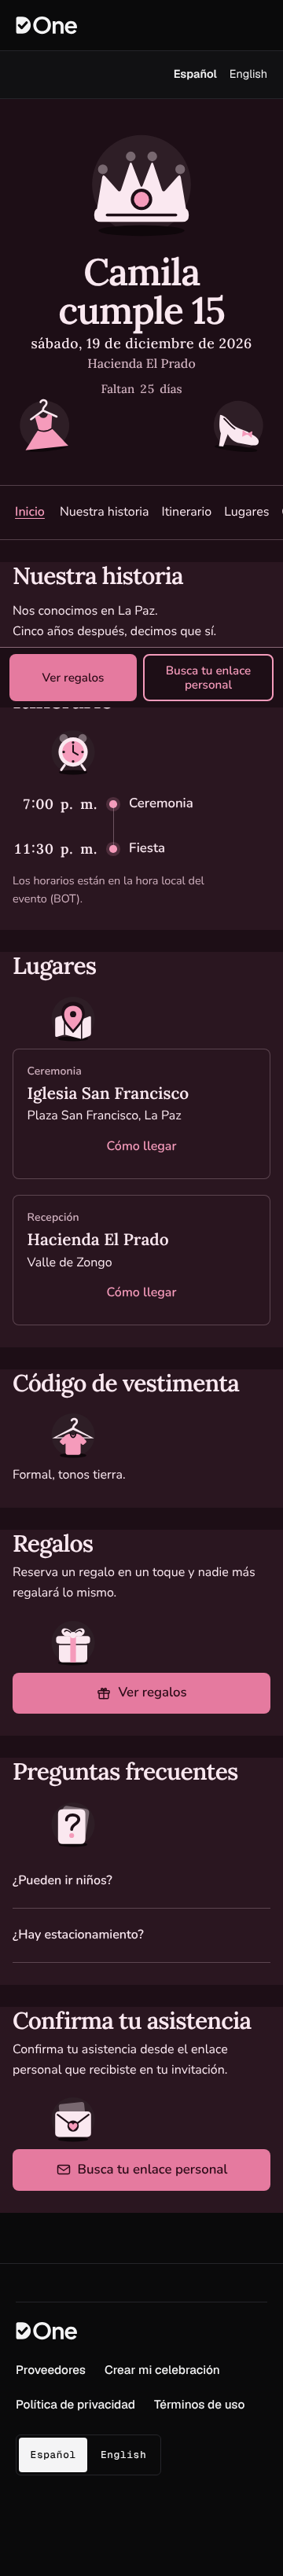 One
Español English
Camila
cumple 15
sábado, 19 de diciembre de 2026
Hacienda El Prado
Faltan 25 días
Inicio Nuestra historia Itinerario Lugares
Nuestra historia
Nos conocimos en La Paz.
Cinco años después, decimos que sí.
Ver regalos
Busca tu enlace
personal
7:00 p. m. Ceremonia
11:30 p. m. Fiesta
Los horarios están en la hora local del
evento (BOT).
Lugares
Ceremonia
Iglesia San Francisco
Plaza San Francisco, La Paz
Cómo llegar
Recepción
Hacienda El Prado
Valle de Zongo
Cómo llegar
Código de vestimenta
Formal, tonos tierra.
Regalos
Reserva un regalo en un toque y nadie más
regalará lo mismo.
Ver regalos
Preguntas frecuentes
?
¿Pueden ir niños?
¿Hay estacionamiento?
Confirma tu asistencia
Confirma tu asistencia desde el enlace
personal que recibiste en tu invitación.
Busca tu enlace personal
One
Proveedores Crear mi celebración
Política de privacidad Términos de uso
Español English